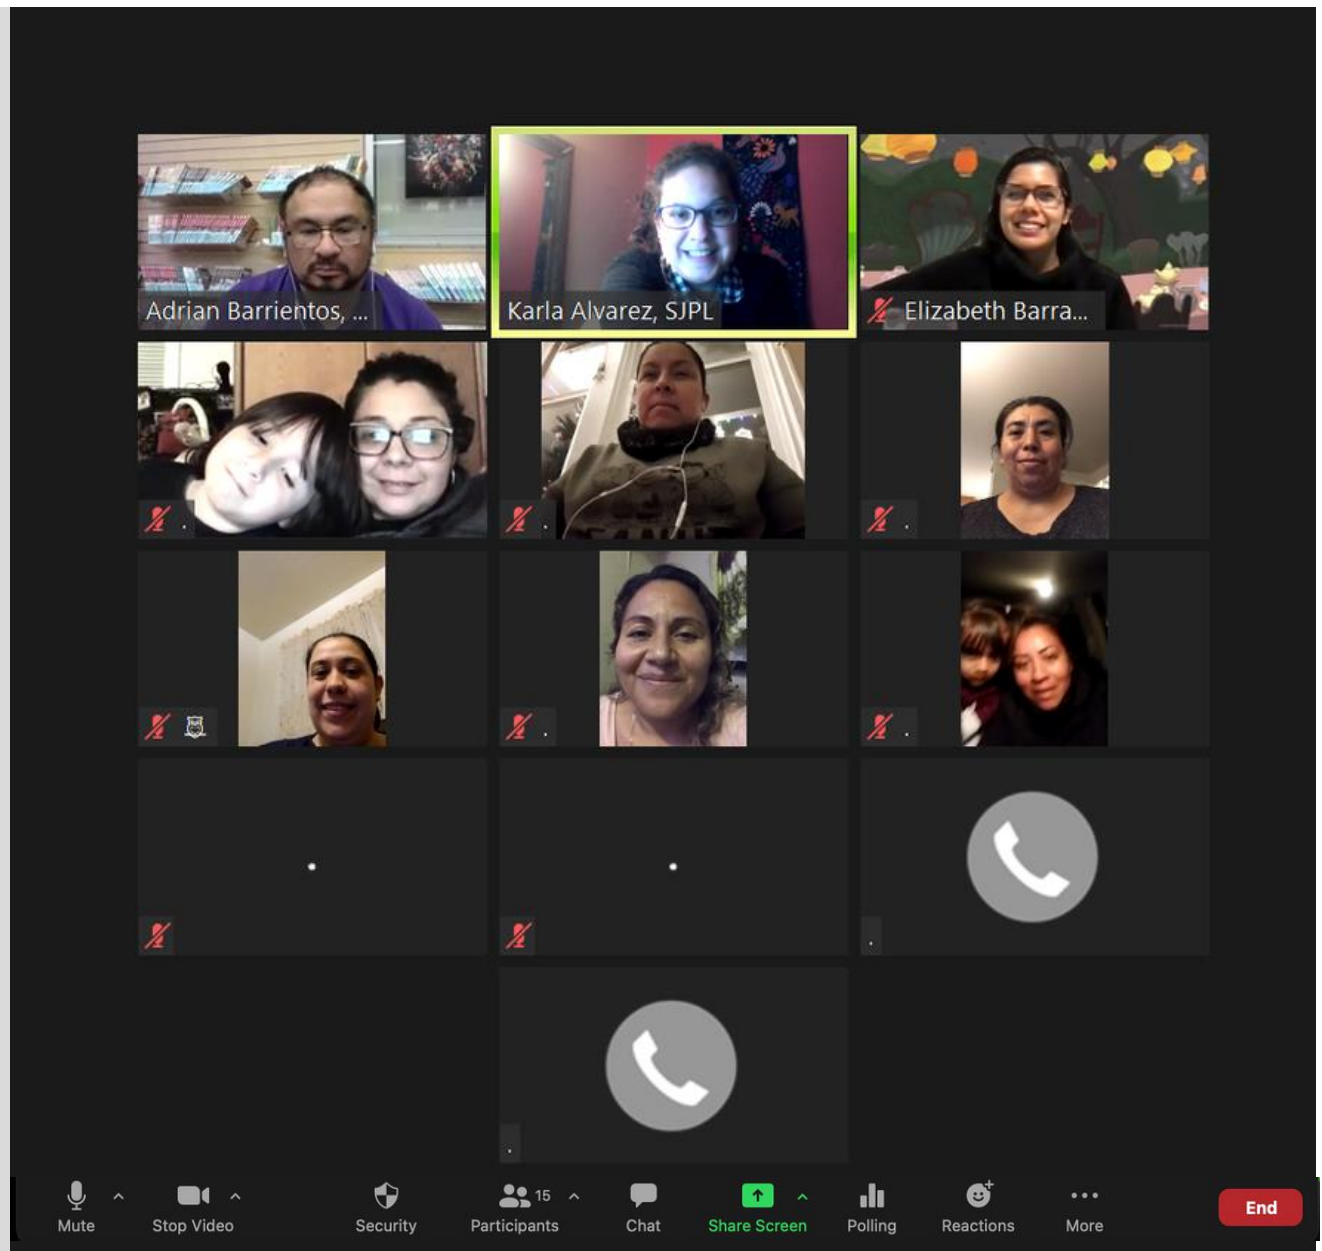 Adrian Barrientos, ...
Karla Alvarez, SJPL
Elizabeth Barra...
.
.
.
.
.
.
.
.
15
Mute
Stop Video
Security
Participants
Chat
Share Screen
Polling
Reactions
More
End